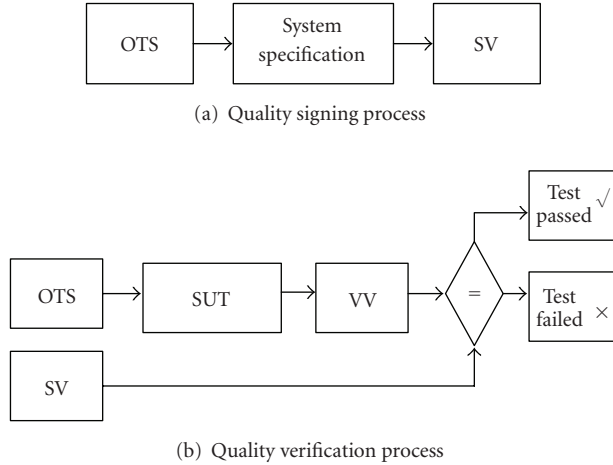 OTS
System
specification
SV
(a) Quality signing process
Test
passed √
OTS
SUT
VV
=
Test
failed ×
SV
(b) Quality verification process